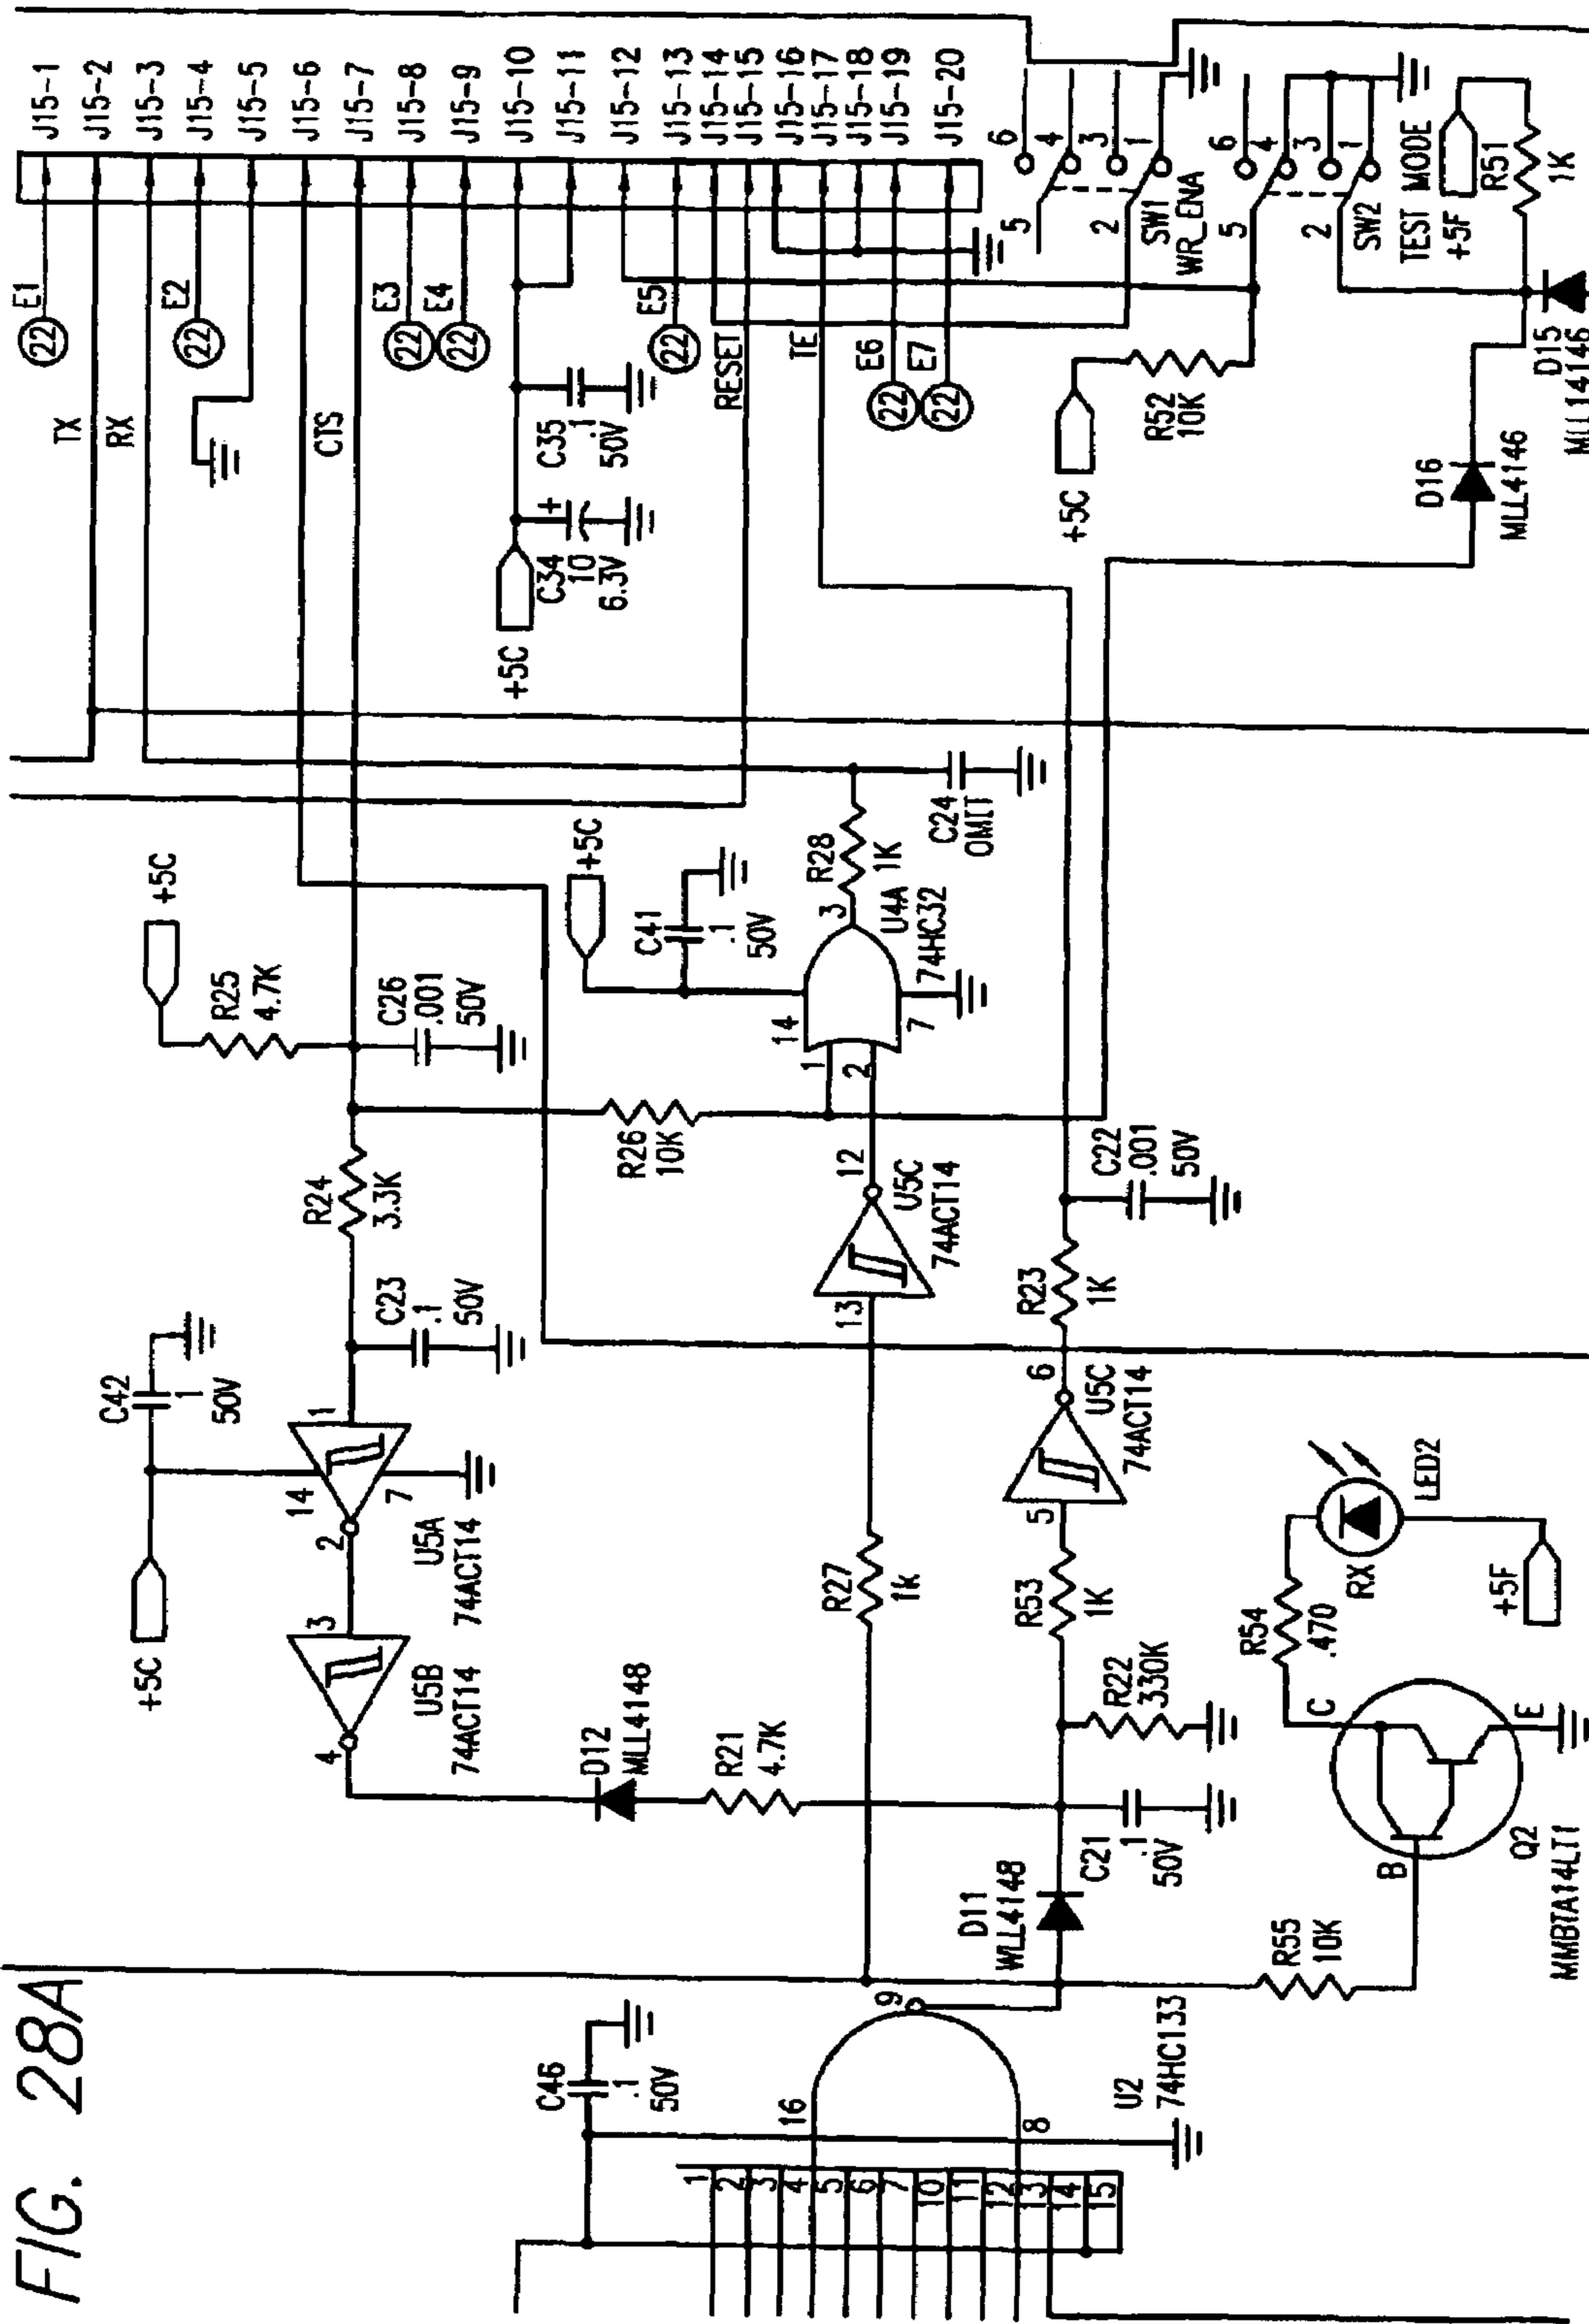 FIG. 28A
J15-1
J15-2
J15-3
J15-4
J15-5
J15-6
J15-7
J15-8
J15-9
J15-10
J15-11
J15-12
J15-13
J15-14
J15-15
J15-16
J15-17
J15-18
J15-19
J15-20
22 E1
TX
RX
22 E2
CTS
22 E3
22 E4
22 E5
RESET
TE
22 E6
22 E7
+5C
C34
10
6.3V
+
C35
.1
50V
6
4
3
1
5
2
SW1
WR_ENA
6
4
3
1
5
2
SW2
TEST MODE
+5F
R51
1K
+5C
R52
10K
D15
MLL14146
D16
MLL4146
+5C
R25
4.7K
C26
.001
50V
+5C
C41
.1
50V
R28
1K
C24
OMIT
14
1
2
3
7
U4A
74HC32
R26
10K
R24
3.3K
C23
.1
50V
C42
1
50V
+5C
14
1
2
7
U5A
74ACT14
3
4
U5B
74ACT14
12
13
U5C
74ACT14
C22
.001
50V
R23
1K
6
5
U5C
74ACT14
R27
1k
R53
1K
R22
330K
D12
MLL4148
R21
4.7K
C21
.1
50V
D11
WLL4148
LED2
RX
+5F
R54
.470
C
E
B
Q2
MMBTA14LT1
R55
10K
C46
.1
50V
9
16
8
U2
74HC133
1
2
3
4
5
6
7
10
11
12
13
14
15